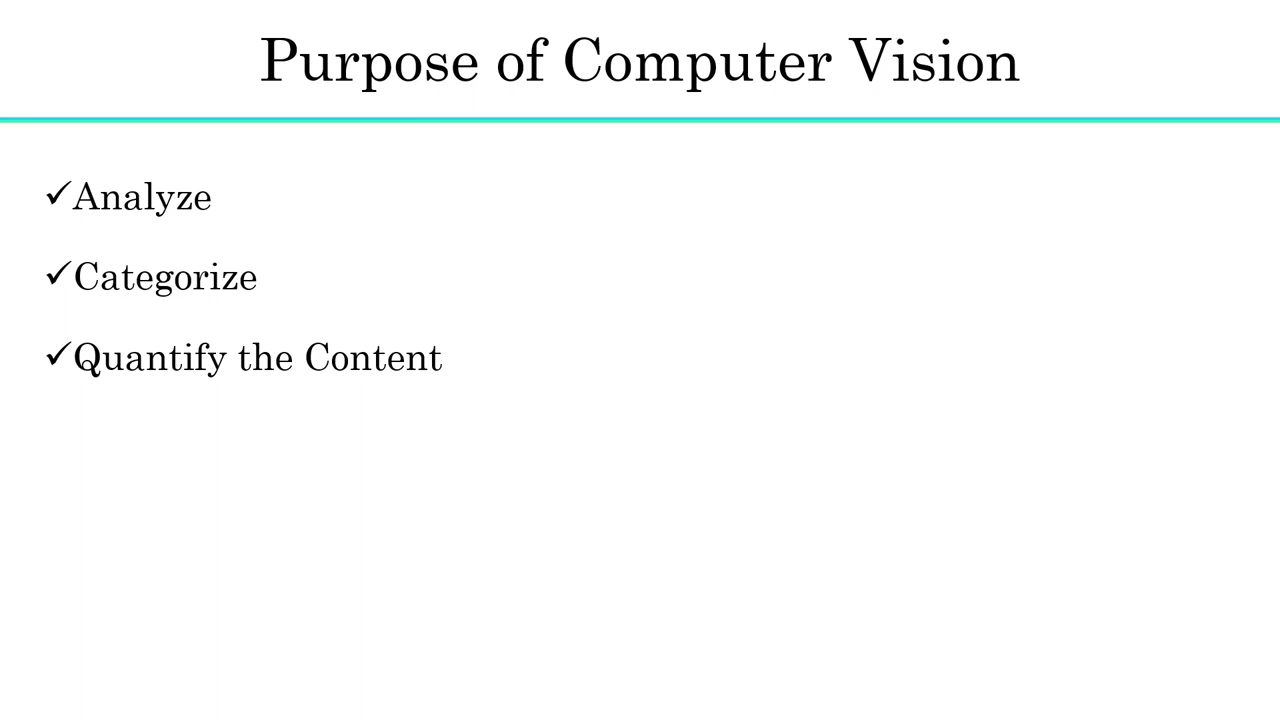 Purpose of Computer Vision
✓Analyze
✓Categorize
✓Quantify the Content